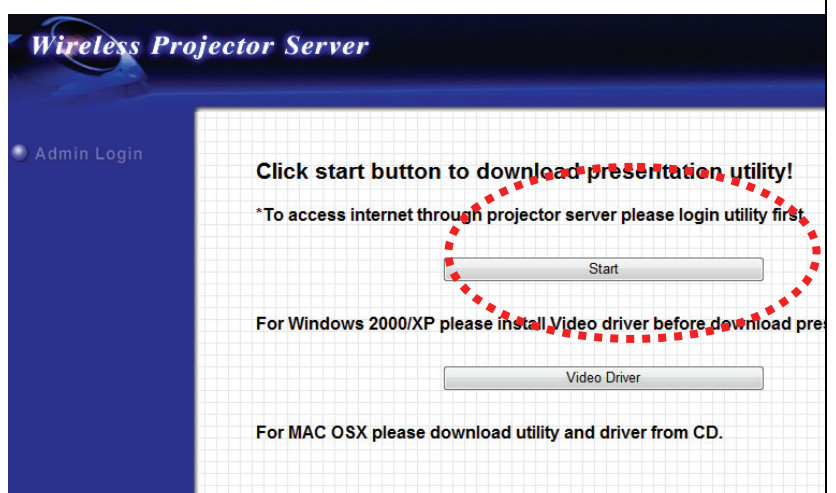 Wireless Projector Server
Admin Login
Click start button to download presentation utility!
*To access internet through projector server please login utility first
Start
For Windows 2000/XP please install Video driver before download
Video Driver
For MAC OSX please download utility and driver from CD.